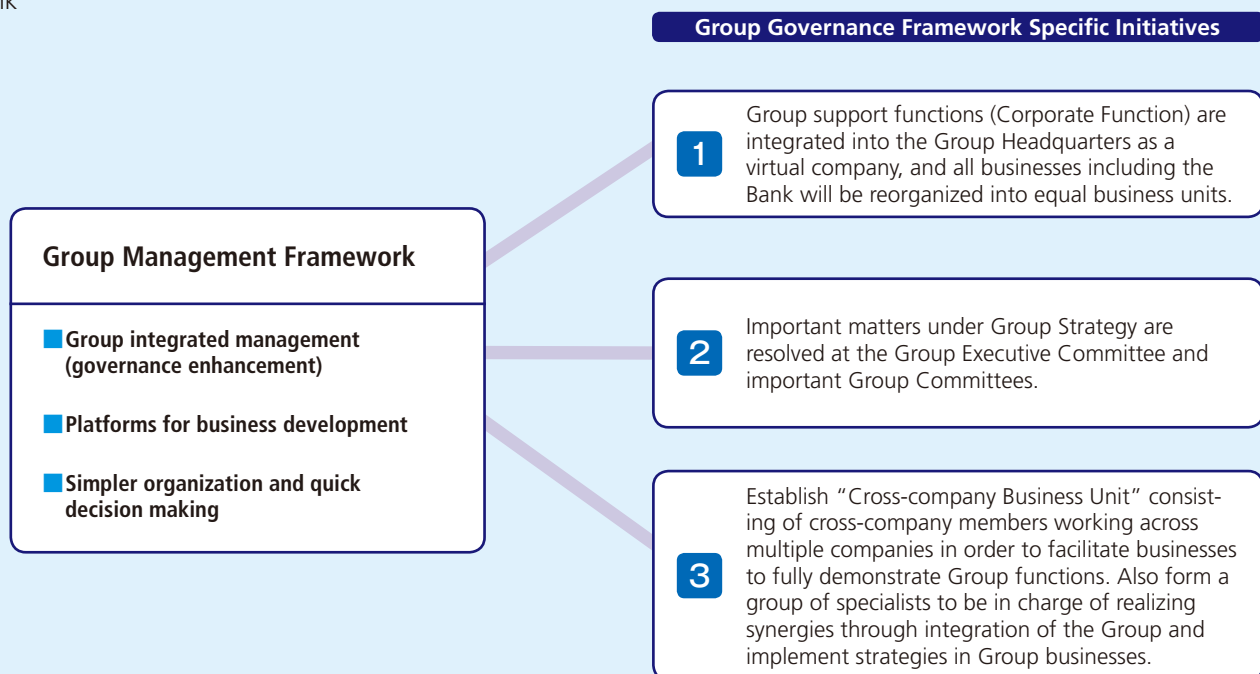 Group Governance Framework Specific Initiatives
Group Management Framework
Group integrated management
(governance enhancement)
Platforms for business development
Simpler organization and quick
decision making
1
Group support functions (Corporate Function) are
integrated into the Group Headquarters as a
virtual company, and all businesses including the
Bank will be reorganized into equal business units.
2
Important matters under Group Strategy are
resolved at the Group Executive Committee and
important Group Committees.
3
Establish “Cross-company Business Unit” consist-
ing of cross-company members working across
multiple companies in order to facilitate businesses
to fully demonstrate Group functions. Also form a
group of specialists to be in charge of realizing
synergies through integration of the Group and
implement strategies in Group businesses.